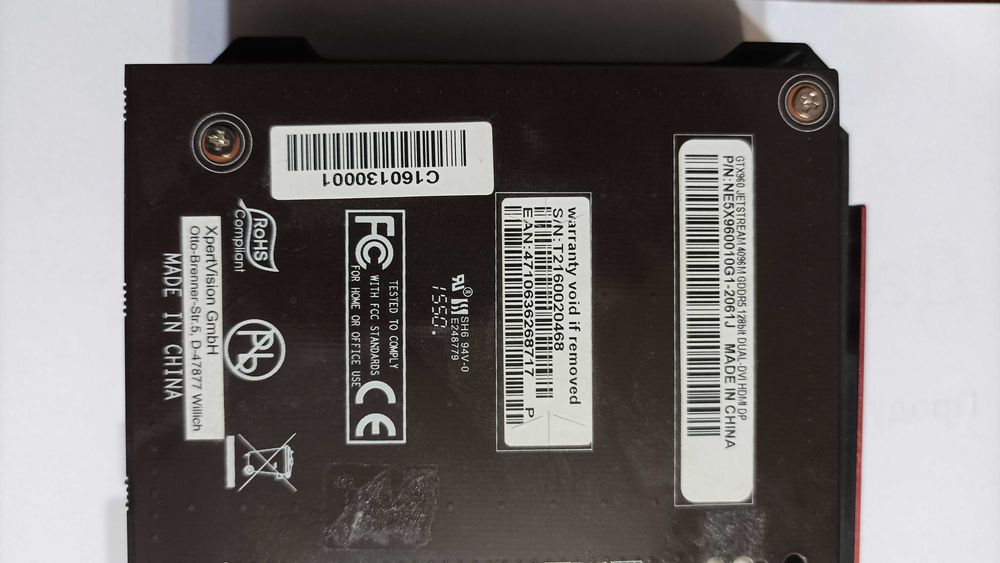 GTX960 JETSTREAM 4096M GDDR5 128bit DUAL-DVI HDMI DP
P/N:NE5X960010G1-2061J MADE IN CHINA
warranty void if removed
S/N:T2160020468
EAN:4710636268717 P
C160130001
SH6 94V-0
E248779
1550.
FC
TESTED TO COMPLY
WITH FCC STANDARDS
FOR HOME OR OFFICE USE
CE
RoHS
Compliant
Pb
XpertVision GmbH
Otto-Brenner-Str.5, D-47877 Willich
MADE IN CHINA